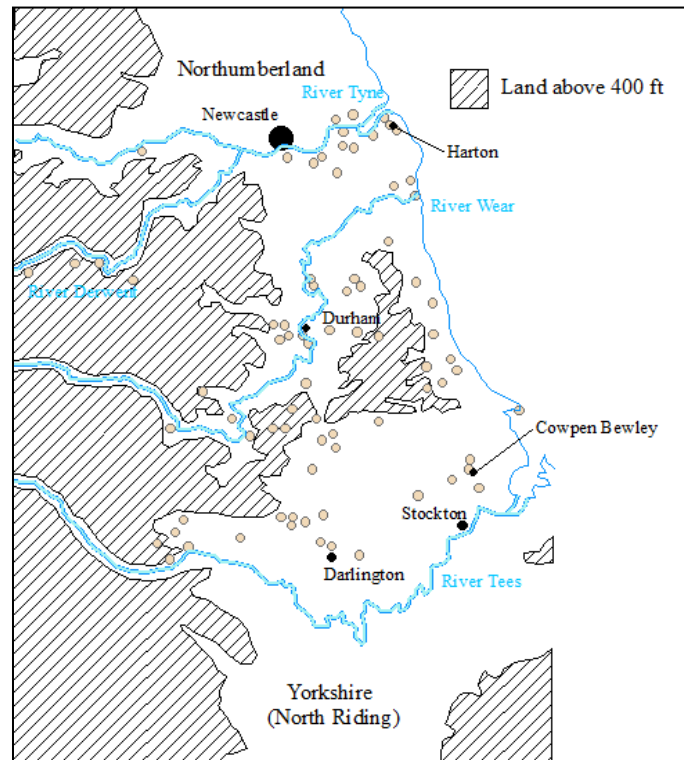 Northumberland
River Tyne
Land above 400 ft
Newcastle
Harton
River Wear
River Derwent
Durham
Cowpen Bewley
Stockton
Darlington
River Tees
Yorkshire
(North Riding)